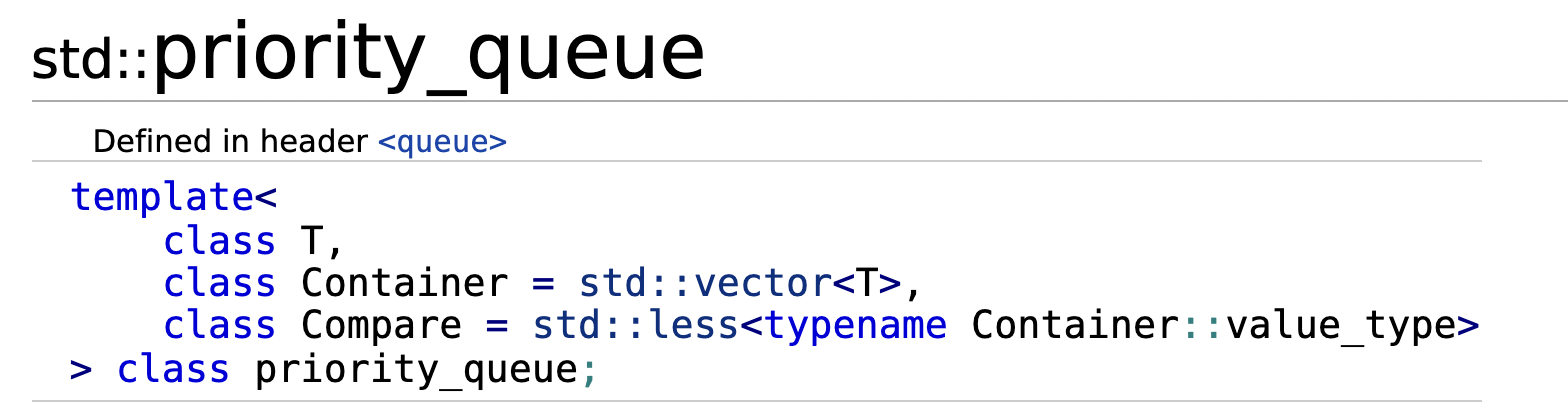 std::priority_queue
Defined in header <queue>
template<
    class T,
    class Container = std::vector<T>,
    class Compare = std::less<typename Container::value_type>
> class priority_queue;